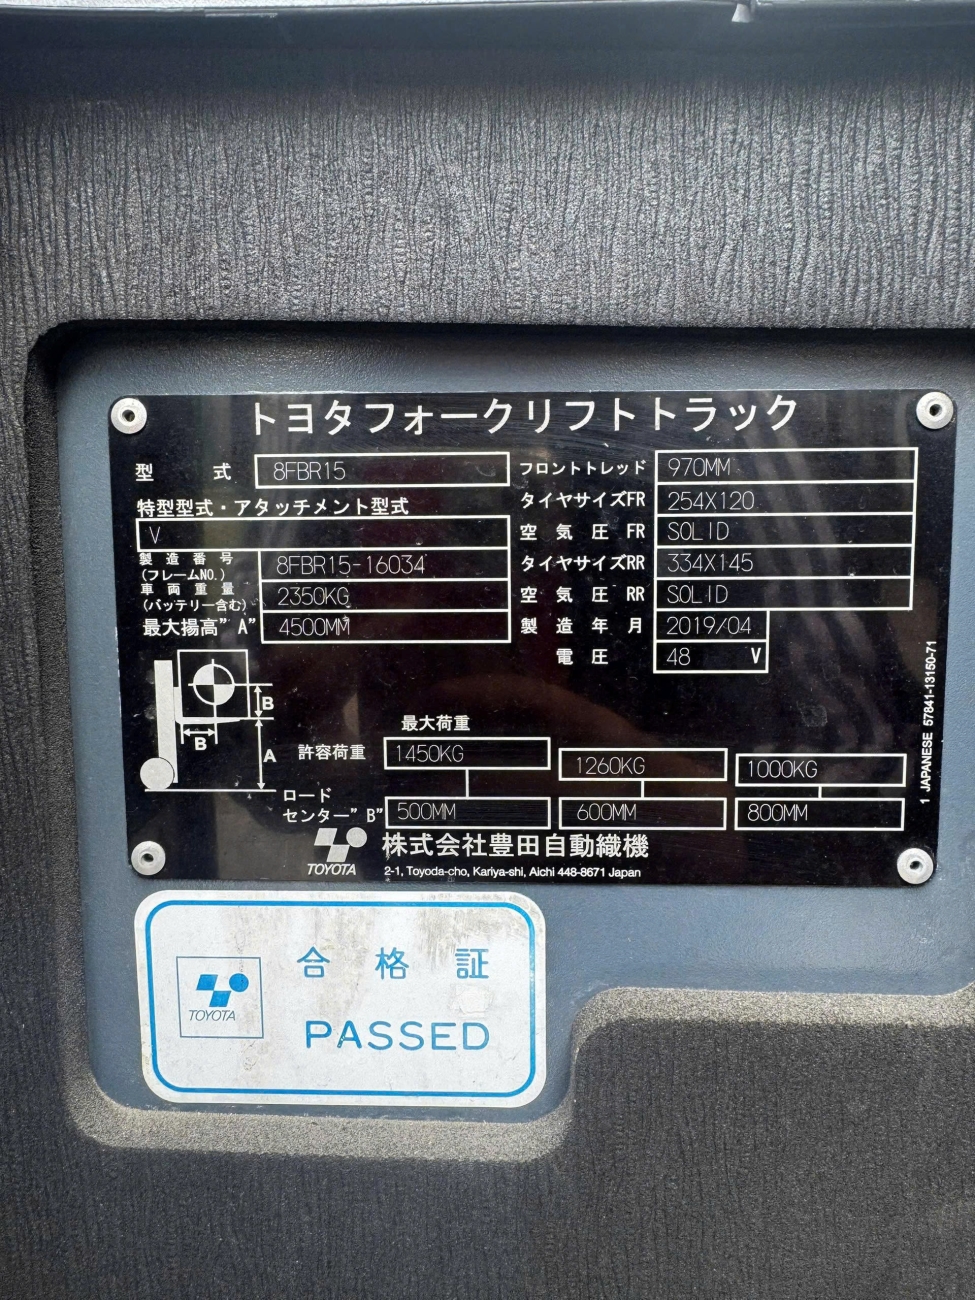 トヨタフォークリフトトラック
型 式 8FBR15
特型型式・アタッチメント型式
V
製造番号
(フレームNO.) 8FBR15-16034
車両重量
(バッテリー含む) 2350KG
最大揚高"A" 4500MM
フロントトレッド 970MM
タイヤサイズFR 254X120
空気圧 FR SOLID
タイヤサイズRR 334X145
空気圧 RR SOLID
製造年月 2019/04
電圧 48 V
B
B
A
最大荷重
許容荷重 1450KG 1260KG 1000KG
ロード
センター"B" 500MM 600MM 800MM
TOYOTA 株式会社豊田自動織機
2-1, Toyoda-cho, Kariya-shi, Aichi 448-8671 Japan
1 JAPANESE 57841-13150-71
合格証
TOYOTA
PASSED